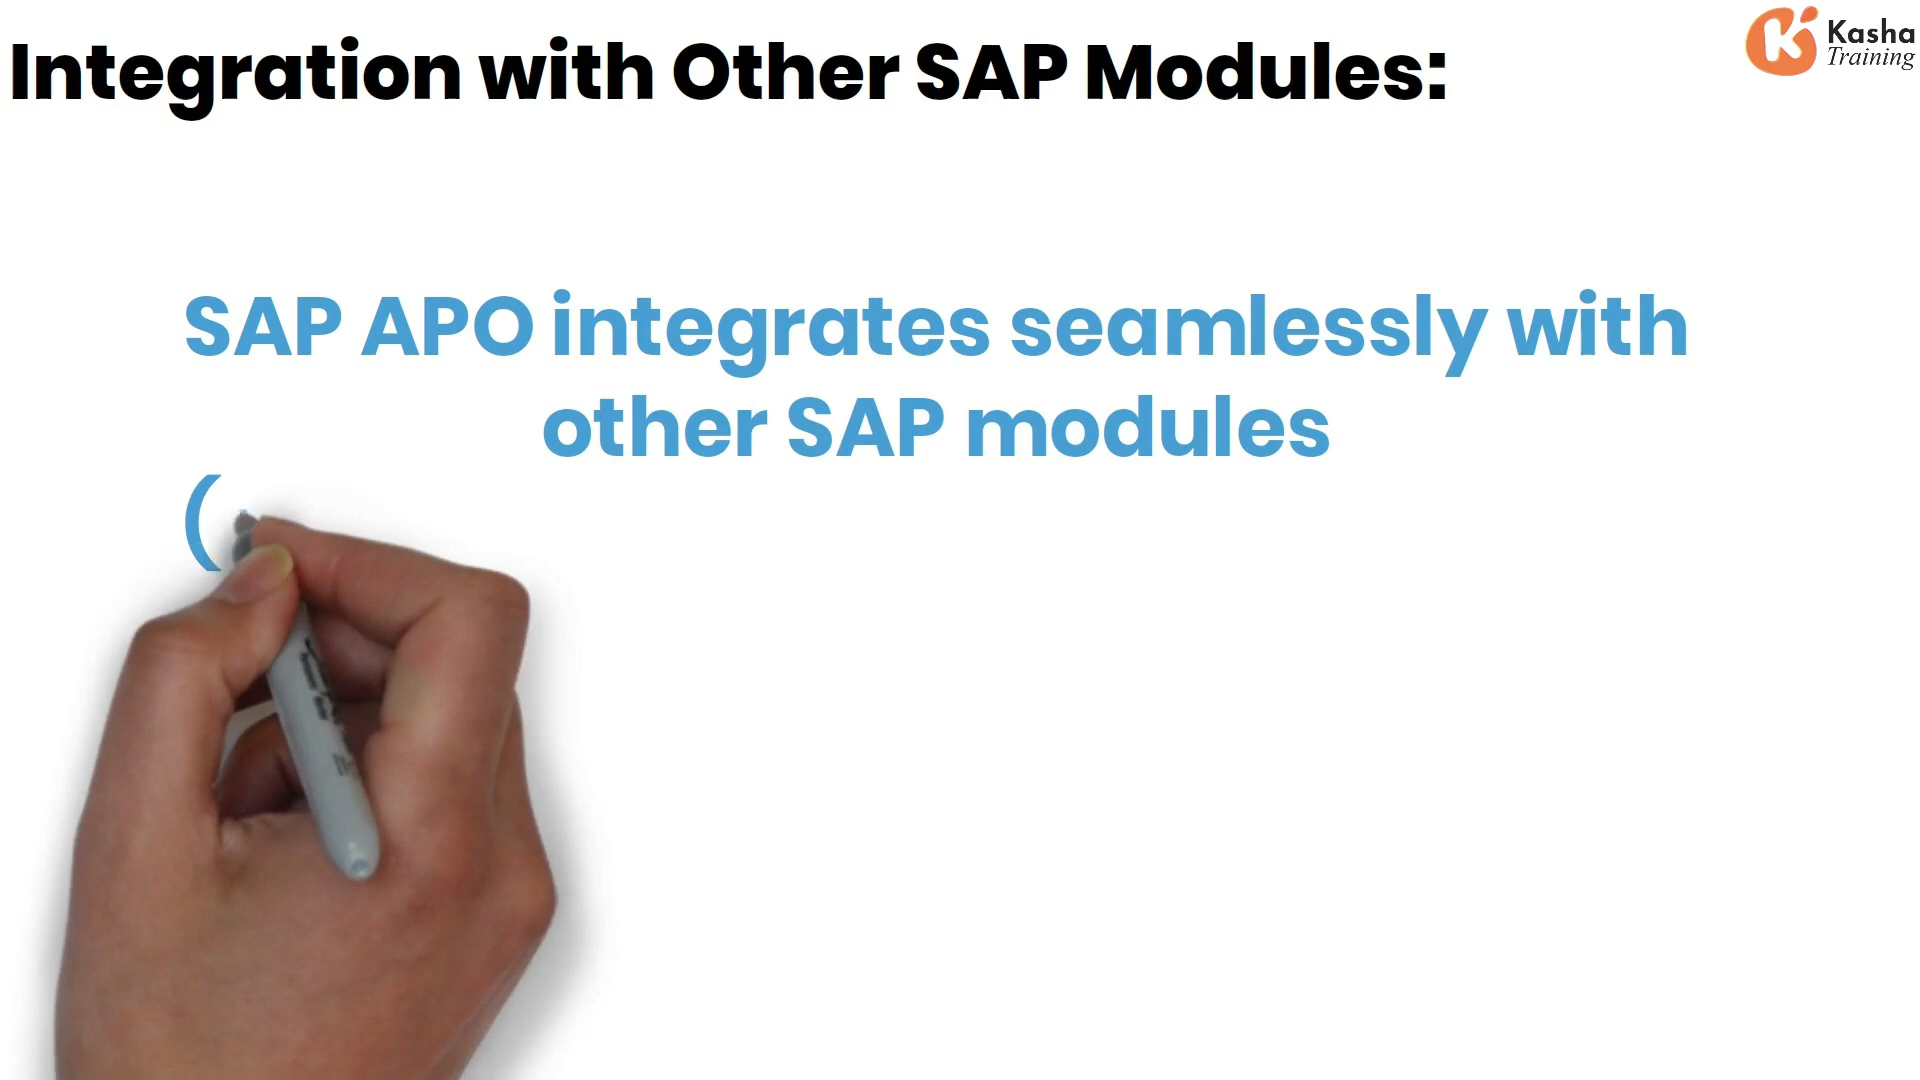 Integration with Other SAP Modules:
Kasha
Training
SAP APO integrates seamlessly with
other SAP modules
(